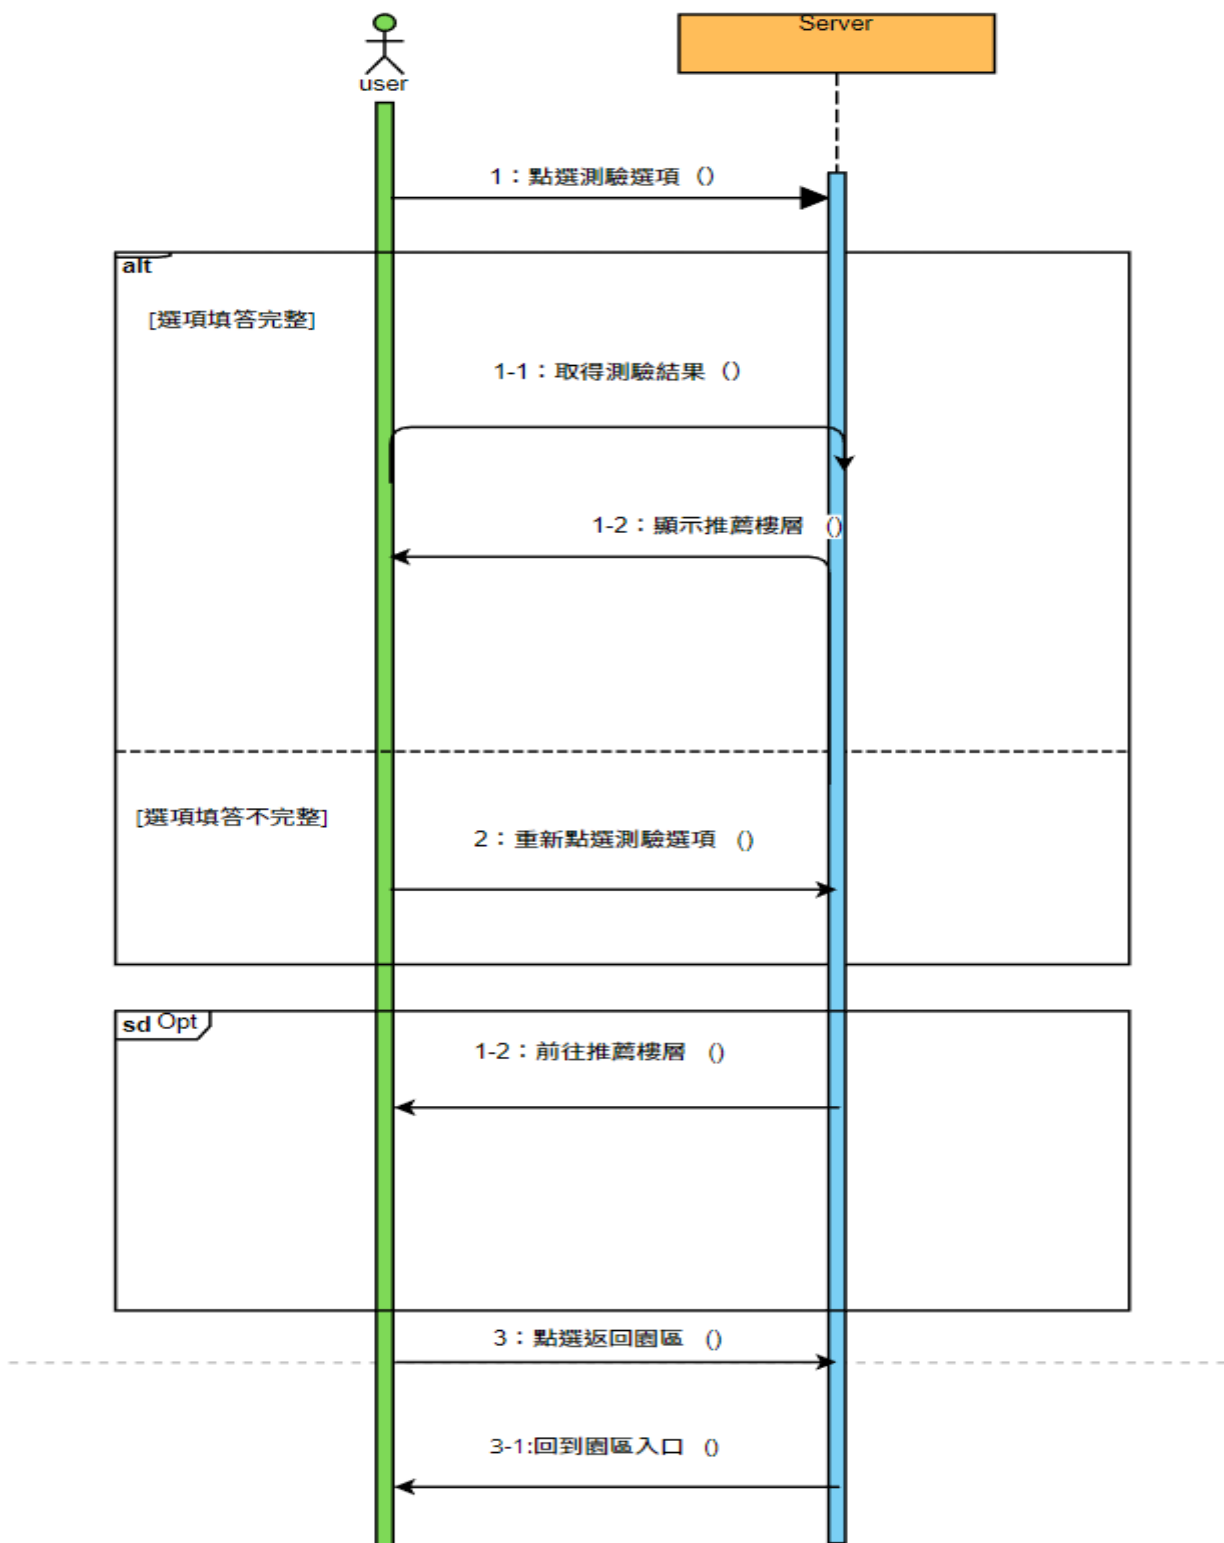 user
Server
1：點選測驗選項 ()
alt
[選項填答完整]
1-1：取得測驗結果 ()
1-2：顯示推薦樓層 ()
[選項填答不完整]
2：重新點選測驗選項 ()
sd Opt
1-2：前往推薦樓層 ()
3：點選返回園區 ()
3-1:回到園區入口 ()